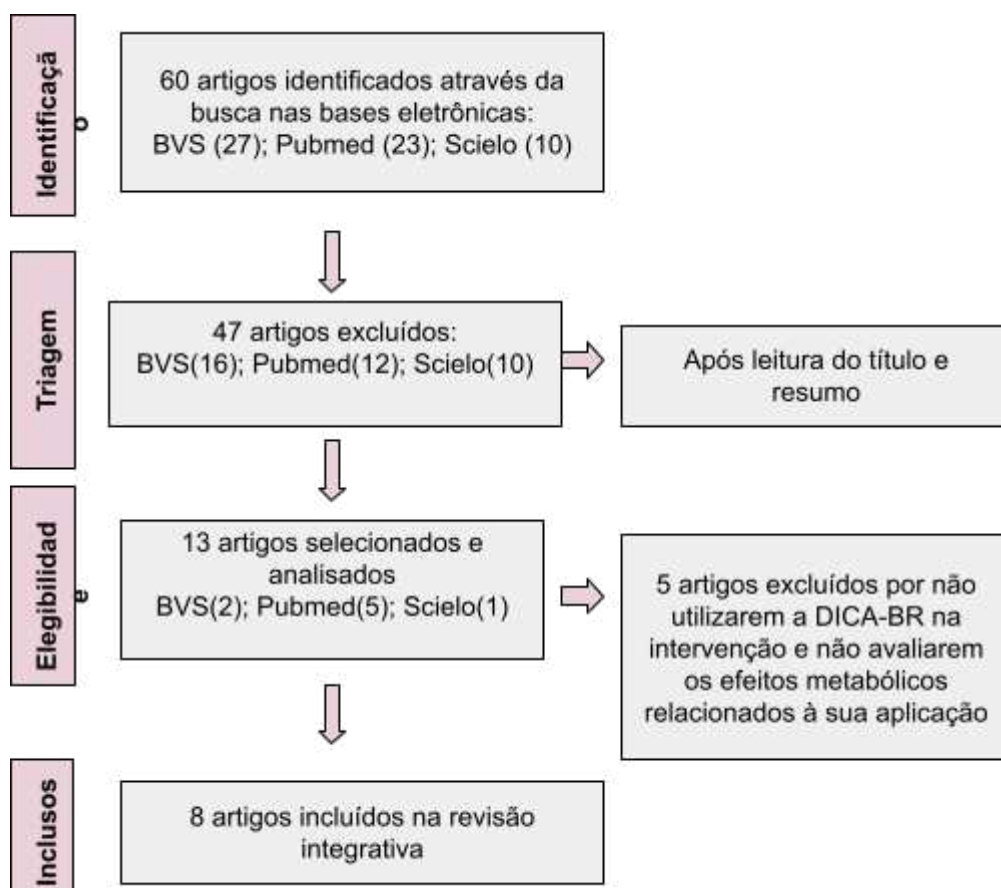 Identificaçã
o
60 artigos identificados através da
busca nas bases eletrônicas:
BVS (27); Pubmed (23); Scielo (10)
Triagem
47 artigos excluídos:
BVS(16); Pubmed(12); Scielo(10)
Após leitura do título e
resumo
Elegibilidad
e
13 artigos selecionados e
analisados
BVS(2); Pubmed(5); Scielo(1)
5 artigos excluídos por não
utilizarem a DICA-BR na
intervenção e não avaliarem
os efeitos metabólicos
relacionados à sua aplicação
Inclusos
8 artigos incluídos na revisão
integrativa